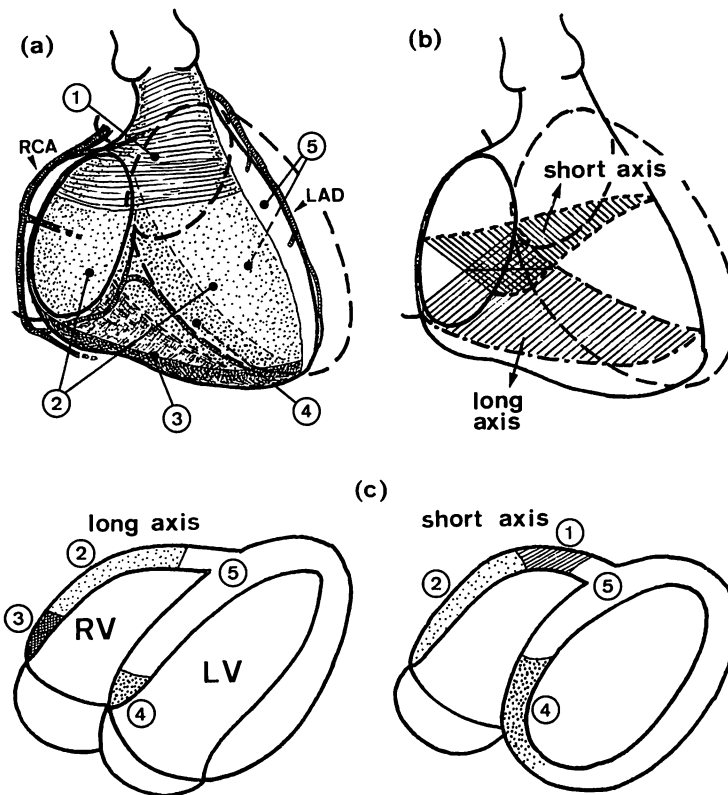 (a)
①
RCA
⑤
LAD
②
③
④
(b)
short axis
long
axis
(c)
long axis
②
③
⑤
RV
LV
④
short axis
①
②
⑤
④